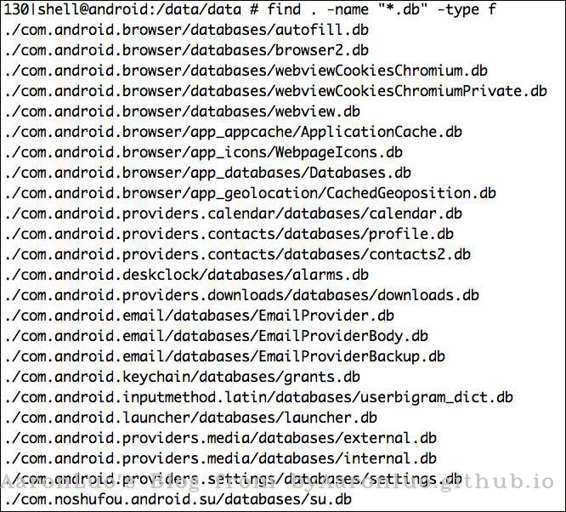 130|shell@android:/data/data # find . -name "*.db" -type f
./com.android.browser/databases/autofill.db
./com.android.browser/databases/browser2.db
./com.android.browser/databases/webviewCookiesChromium.db
./com.android.browser/databases/webviewCookiesChromiumPrivate.db
./com.android.browser/databases/webview.db
./com.android.browser/app_appcache/ApplicationCache.db
./com.android.browser/app_icons/WebpageIcons.db
./com.android.browser/app_databases/Databases.db
./com.android.browser/app_geolocation/CachedGeoposition.db
./com.android.providers.calendar/databases/calendar.db
./com.android.providers.contacts/databases/profile.db
./com.android.providers.contacts/databases/contacts2.db
./com.android.deskclock/databases/alarms.db
./com.android.providers.downloads/databases/downloads.db
./com.android.email/databases/EmailProvider.db
./com.android.email/databases/EmailProviderBody.db
./com.android.email/databases/EmailProviderBackup.db
./com.android.keychain/databases/grants.db
./com.android.inputmethod.latin/databases/userbigram_dict.db
./com.android.launcher/databases/launcher.db
./com.android.providers.media/databases/external.db
./com.android.providers.media/databases/internal.db
./com.android.providers.settings/databases/settings.db
AaronLuo's Blog from: byAaronLuo.github.io
./com.noshufou.android.su/databases/su.db